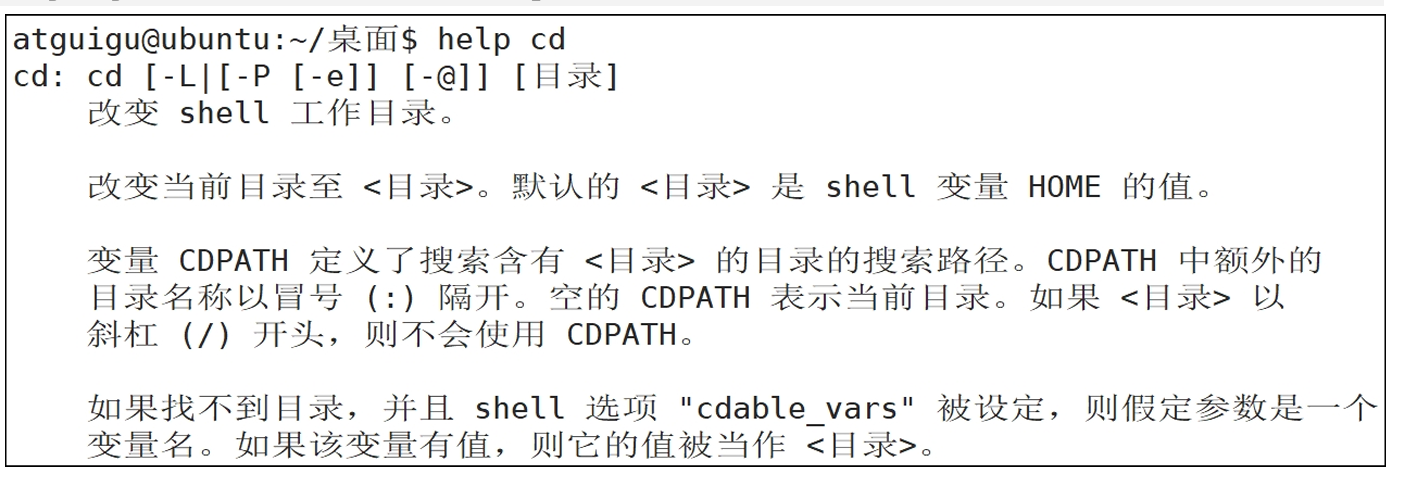 atguigu@ubuntu:~/桌面$ help cd
cd: cd [-L|[-P [-e]] [-@]] [目录]
改变 shell 工作目录。
改变当前目录至 <目录>。默认的 <目录> 是 shell 变量 HOME 的值。
变量 CDPATH 定义了搜索含有 <目录> 的目录的搜索路径。CDPATH 中额外的
目录名称以冒号 (:) 隔开。空的 CDPATH 表示当前目录。如果 <目录> 以
斜杠 (/) 开头，则不会使用 CDPATH。
如果找不到目录，并且 shell 选项 "cdable_vars" 被设定，则假定参数是一个
变量名。如果该变量有值，则它的值被当作 <目录>。